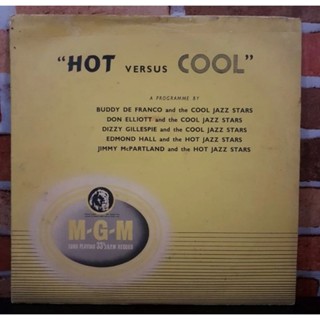 "HOT VERSUS COOL"
A PROGRAMME BY
BUDDY DE FRANCO and the COOL JAZZ STARS
DON ELLIOTT and the COOL JAZZ STARS
DIZZY GILLESPIE and the COOL JAZZ STARS
EDMOND HALL and the HOT JAZZ STARS
JIMMY McPARTLAND and the HOT JAZZ STARS
M-G-M
LONG PLAYING